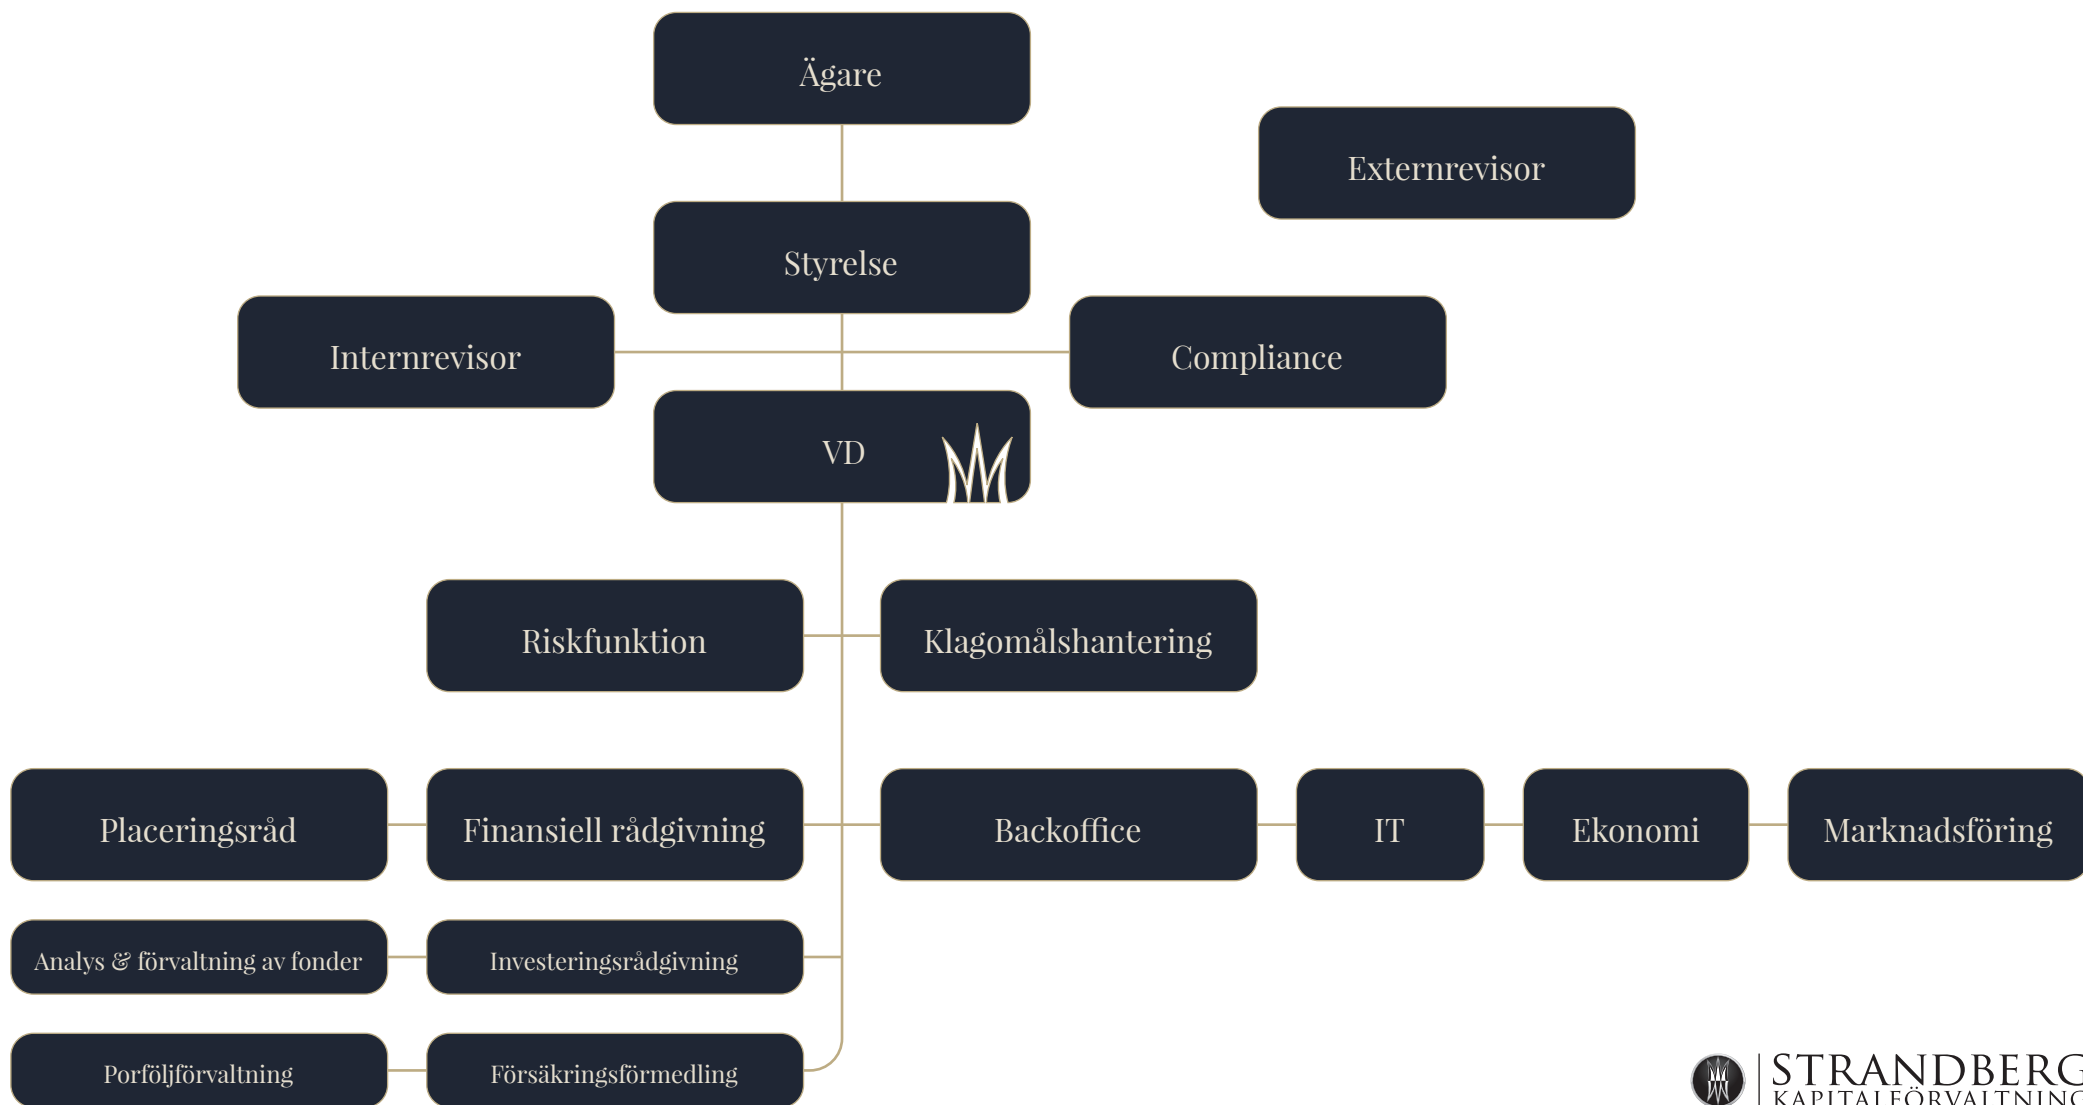 Ägare
Externrevisor
Styrelse
Internrevisor
Compliance
VD
Riskfunktion
Klagomålshantering
Placeringsråd
Finansiell rådgivning
Backoffice
IT
Ekonomi
Marknadsföring
Analys & förvaltning av fonder
Investeringsrådgivning
Porföljförvaltning
Försäkringsförmedling
STRANDBERG
KAPITALFÖRVALTNING